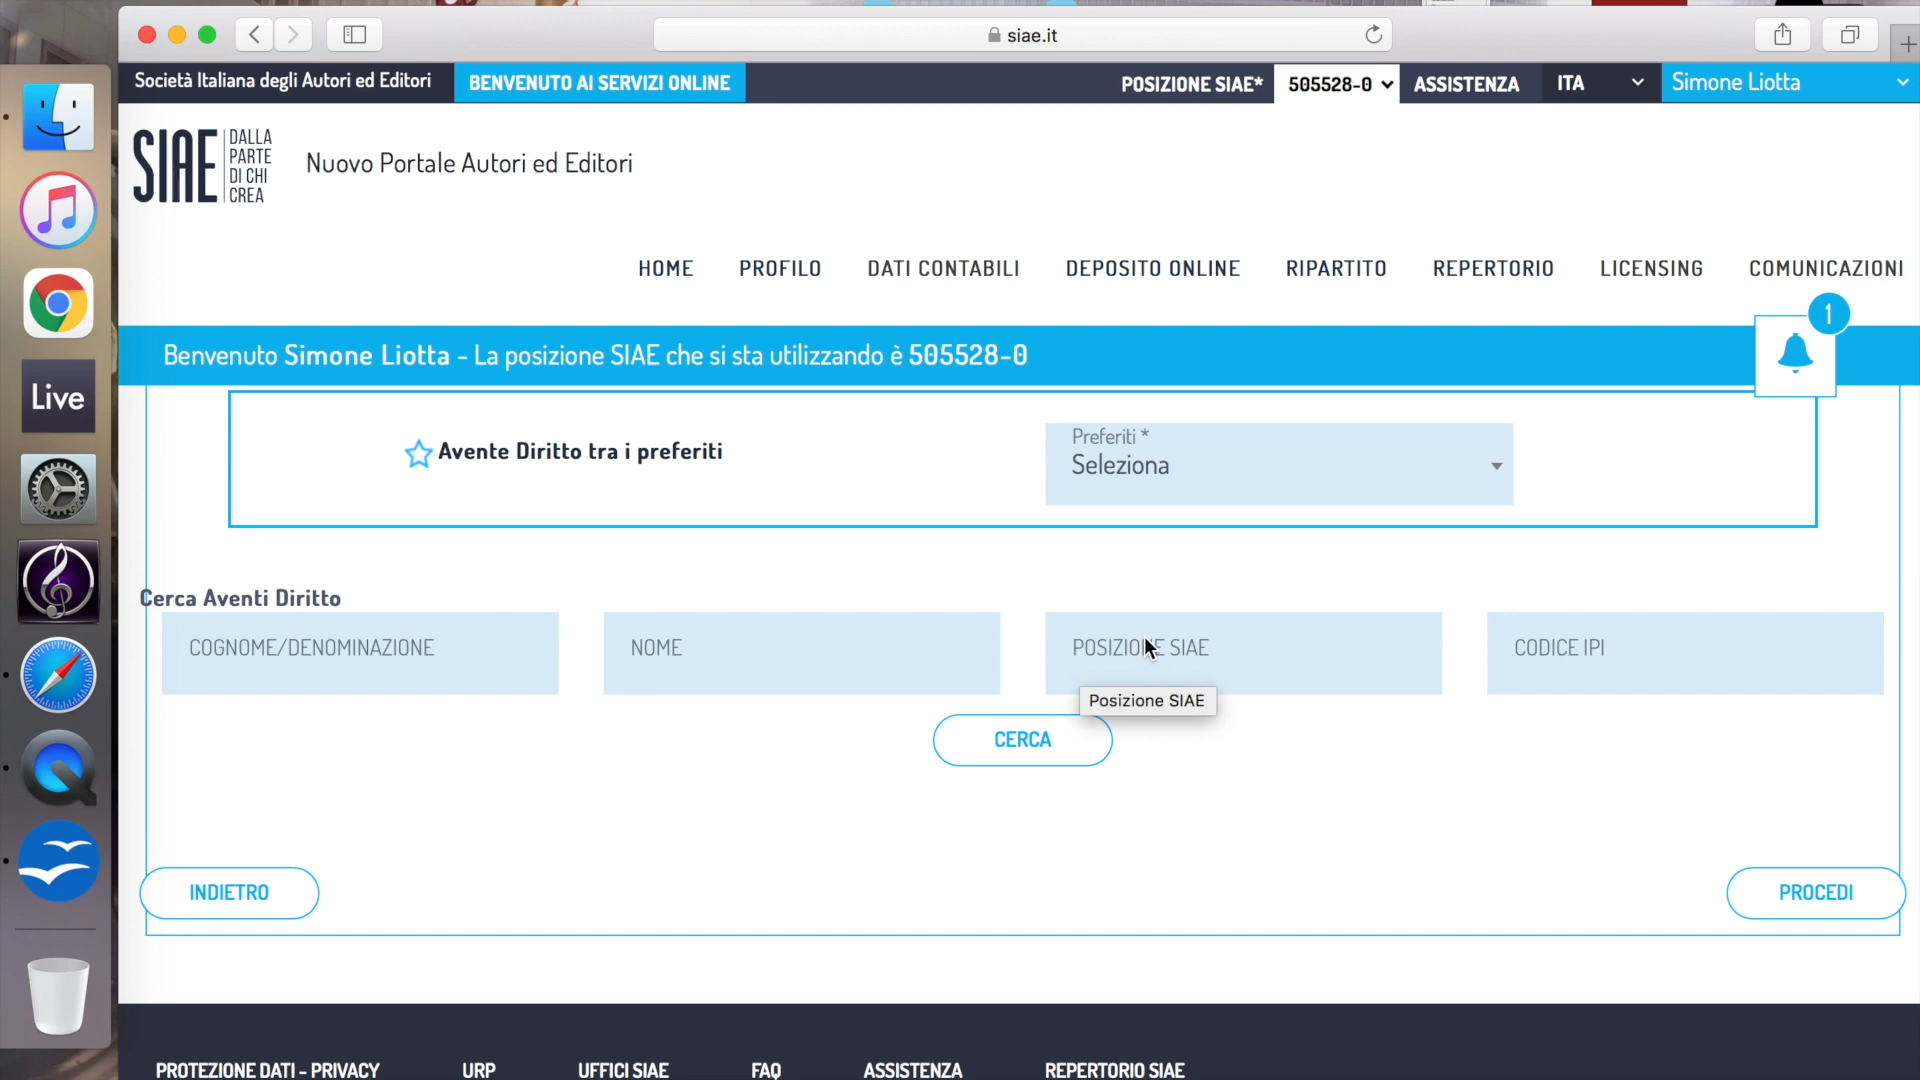 siae.it
Società Italiana degli Autori ed Editori
BENVENUTO AI SERVIZI ONLINE
POSIZIONE SIAE*
505528-0
ASSISTENZA
ITA
Simone Liotta
SIAE
DALLA
PARTE
DI CHI
CREA
Nuovo Portale Autori ed Editori
HOME
PROFILO
DATI CONTABILI
DEPOSITO ONLINE
RIPARTITO
REPERTORIO
LICENSING
COMUNICAZIONI
1
Benvenuto Simone Liotta - La posizione SIAE che si sta utilizzando è 505528-0
Live
Avente Diritto tra i preferiti
Preferiti *
Seleziona
Cerca Aventi Diritto
COGNOME/DENOMINAZIONE
NOME
POSIZIONE SIAE
CODICE IPI
Posizione SIAE
CERCA
INDIETRO
PROCEDI
PROTEZIONE DATI - PRIVACY
URP
UFFICI SIAE
FAQ
ASSISTENZA
REPERTORIO SIAE